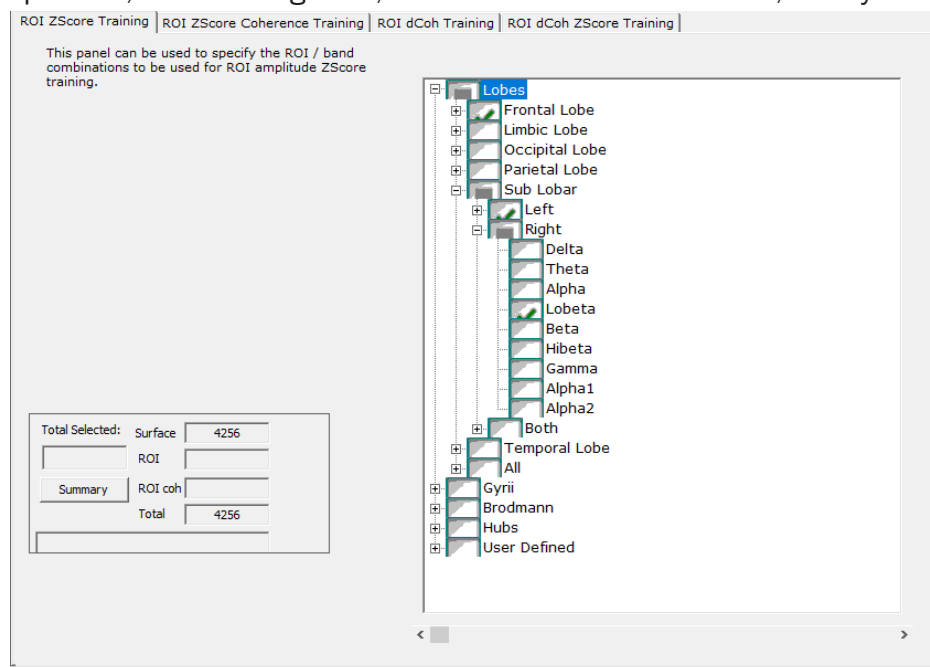 ROI ZScore Training ROI ZScore Coherence Training ROI dCoh Training ROI dCoh ZScore Training
This panel can be used to specify the ROI / band
combinations to be used for ROI amplitude ZScore
training.
Lobes
Frontal Lobe
Limbic Lobe
Occipital Lobe
Parietal Lobe
Sub Lobar
Left
Right
Delta
Theta
Alpha
Lobeta
Beta
Hibeta
Gamma
Alpha1
Alpha2
Both
Temporal Lobe
All
Gyrii
Brodmann
Hubs
User Defined
Total Selected: Surface 4256
ROI
Summary ROI coh
Total 4256